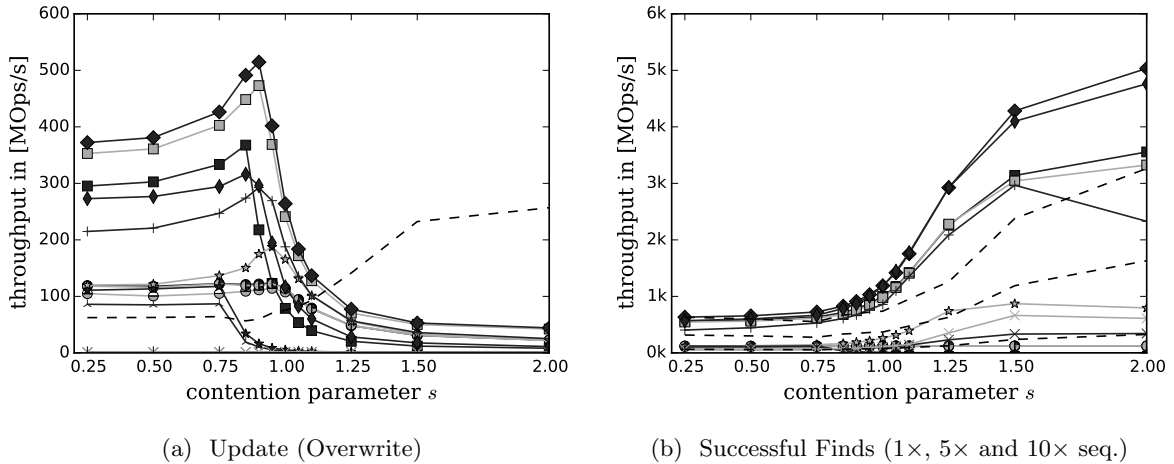 600
500
400
300
200
100
0
throughput in [MOps/s]
0.25 0.50 0.75 1.00 1.25 1.50 2.00
contention parameter s
(a) Update (Overwrite)
6k
5k
4k
3k
2k
1k
0k
throughput in [MOps/s]
0.25 0.50 0.75 1.00 1.25 1.50 2.00
contention parameter s
(b) Successful Finds (1×, 5× and 10× seq.)